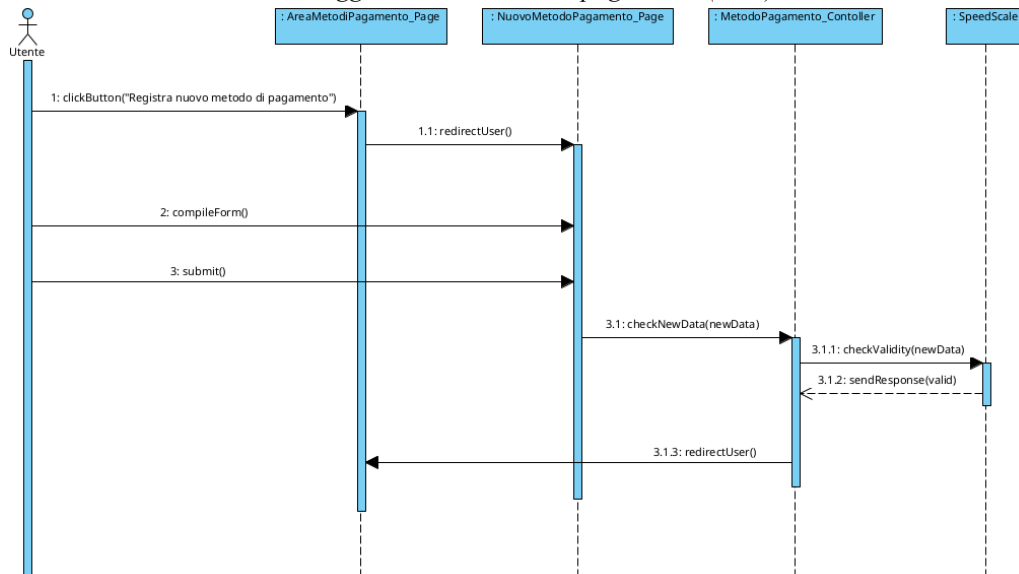 : AreaMetodiPagamento_Page
: NuovoMetodoPagamento_Page
: MetodoPagamento_Contoller
: SpeedScale
Utente
1: clickButton("Registra nuovo metodo di pagamento")
1.1: redirectUser()
2: compileForm()
3: submit()
3.1: checkNewData(newData)
3.1.1: checkValidity(newData)
3.1.2: sendResponse(valid)
3.1.3: redirectUser()